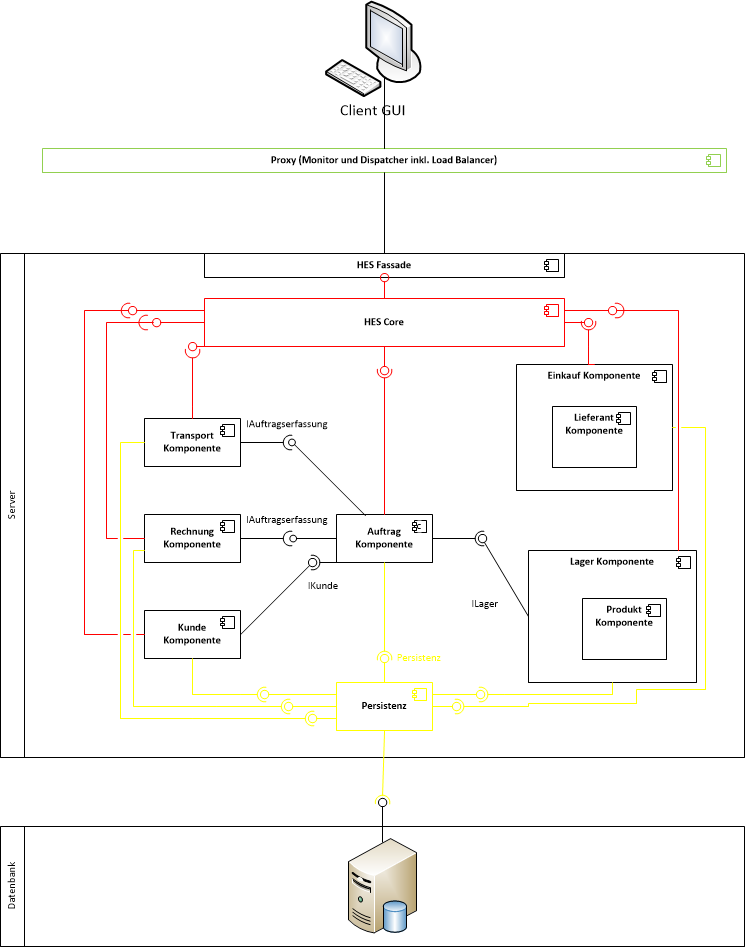 Client GUI
Proxy (Monitor und Dispatcher inkl. Load Balancer)
HES Fassade
HES Core
Einkauf Komponente
Lieferant
Komponente
IAuftragserfassung
Transport
Komponente
Server
IAuftragserfassung
Rechnung
Komponente
Auftrag
Komponente
Lager Komponente
IKunde
ILager
Produkt
Komponente
Kunde
Komponente
Persistenz
Persistenz
Datenbank